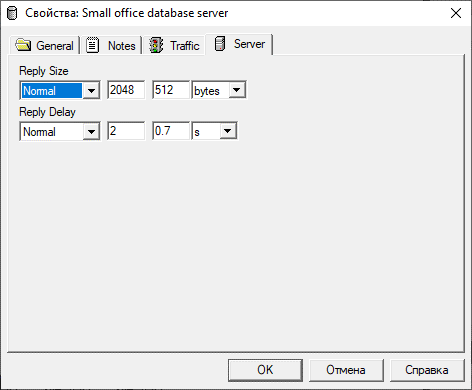 Свойства: Small office database server
General Notes Traffic Server
Reply Size
Normal 2048 512 bytes
Reply Delay
Normal 2 0.7 s
OK Отмена Справка